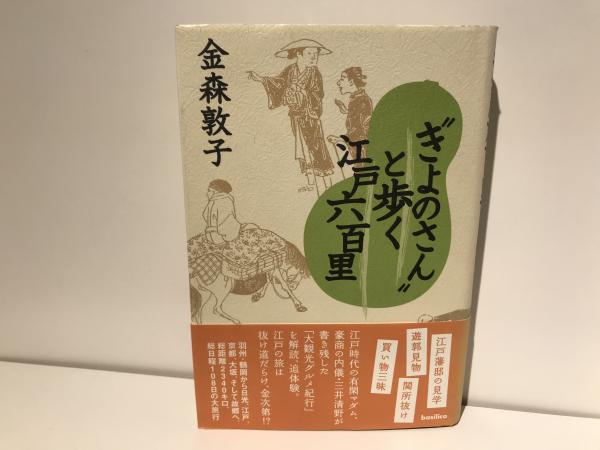 “きよのさん”
と歩く
江戸六百里
金森敦子
江戸藩邸の見学
遊郭見物
関所抜け
買い物三昧
江戸時代の有閑マダム、
豪商の内儀・三井清野が
書き残した
「大観光グルメ紀行」
を解読、追体験。
江戸の旅は
抜け道だらけ、金次第!?
羽州・鶴岡から日光、江戸、
京都、大坂、そして故郷へ。
総距離2340キロ、
総日程108日の大旅行
basilico